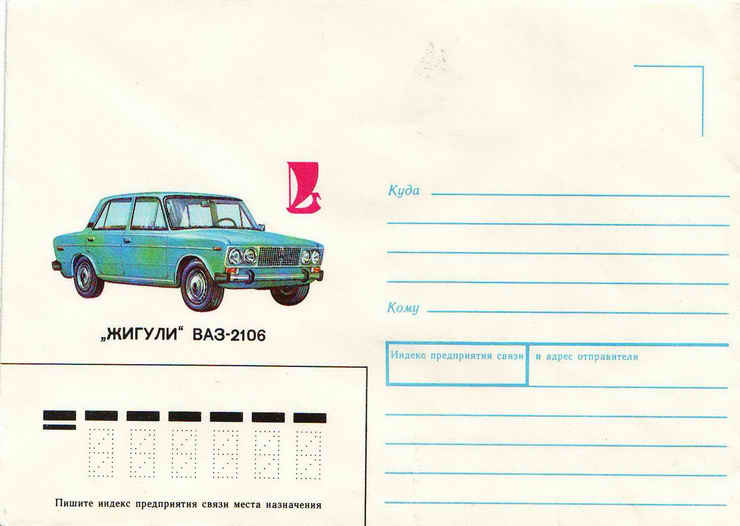 Куда
Кому
„ЖИГУЛИ“ ВАЗ-2106
Индекс предприятия связи и адрес отправителя
Пишите индекс предприятия связи места назначения